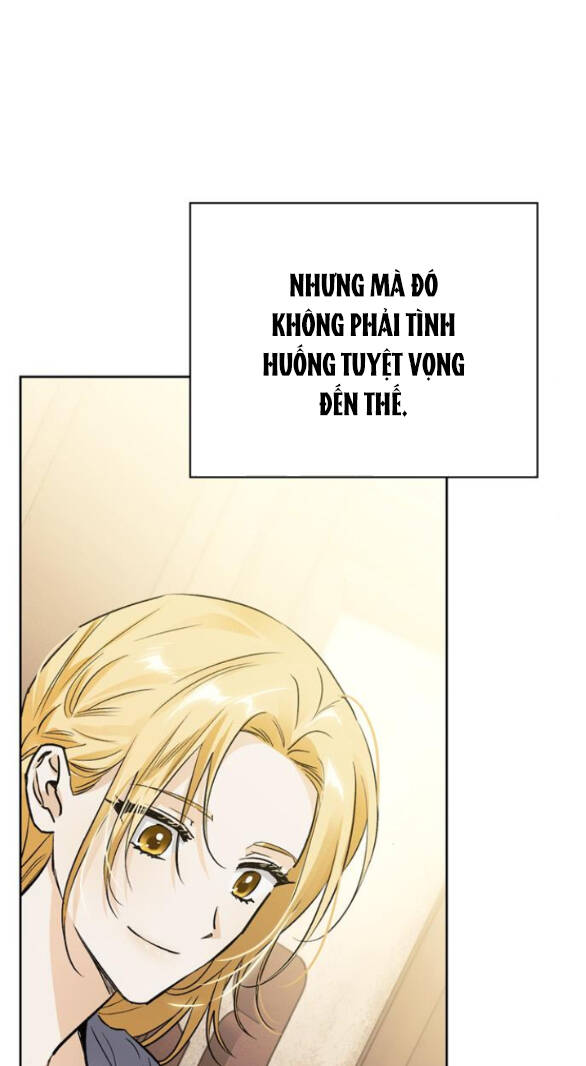 NHƯNG MÀ ĐÓ
KHÔNG PHẢI TÌNH
HUỐNG TUYỆT VỌNG
ĐẾN THẾ.